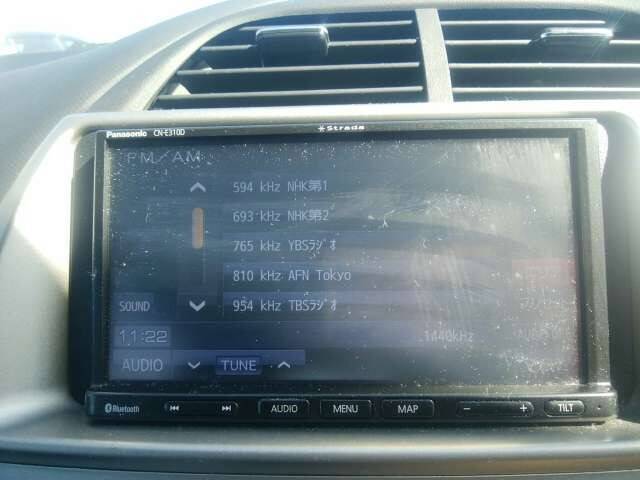 Panasonic CN-E310D Strada
FM/AM
594 kHz NHK第1
693 kHz NHK第2
765 kHz YBSﾗｼﾞｵ
810 kHz AFN Tokyo
SOUND
954 kHz TBSﾗｼﾞｵ
11:22
1440kHz
AUDIO TUNE
Bluetooth AUDIO MENU MAP − + TILT